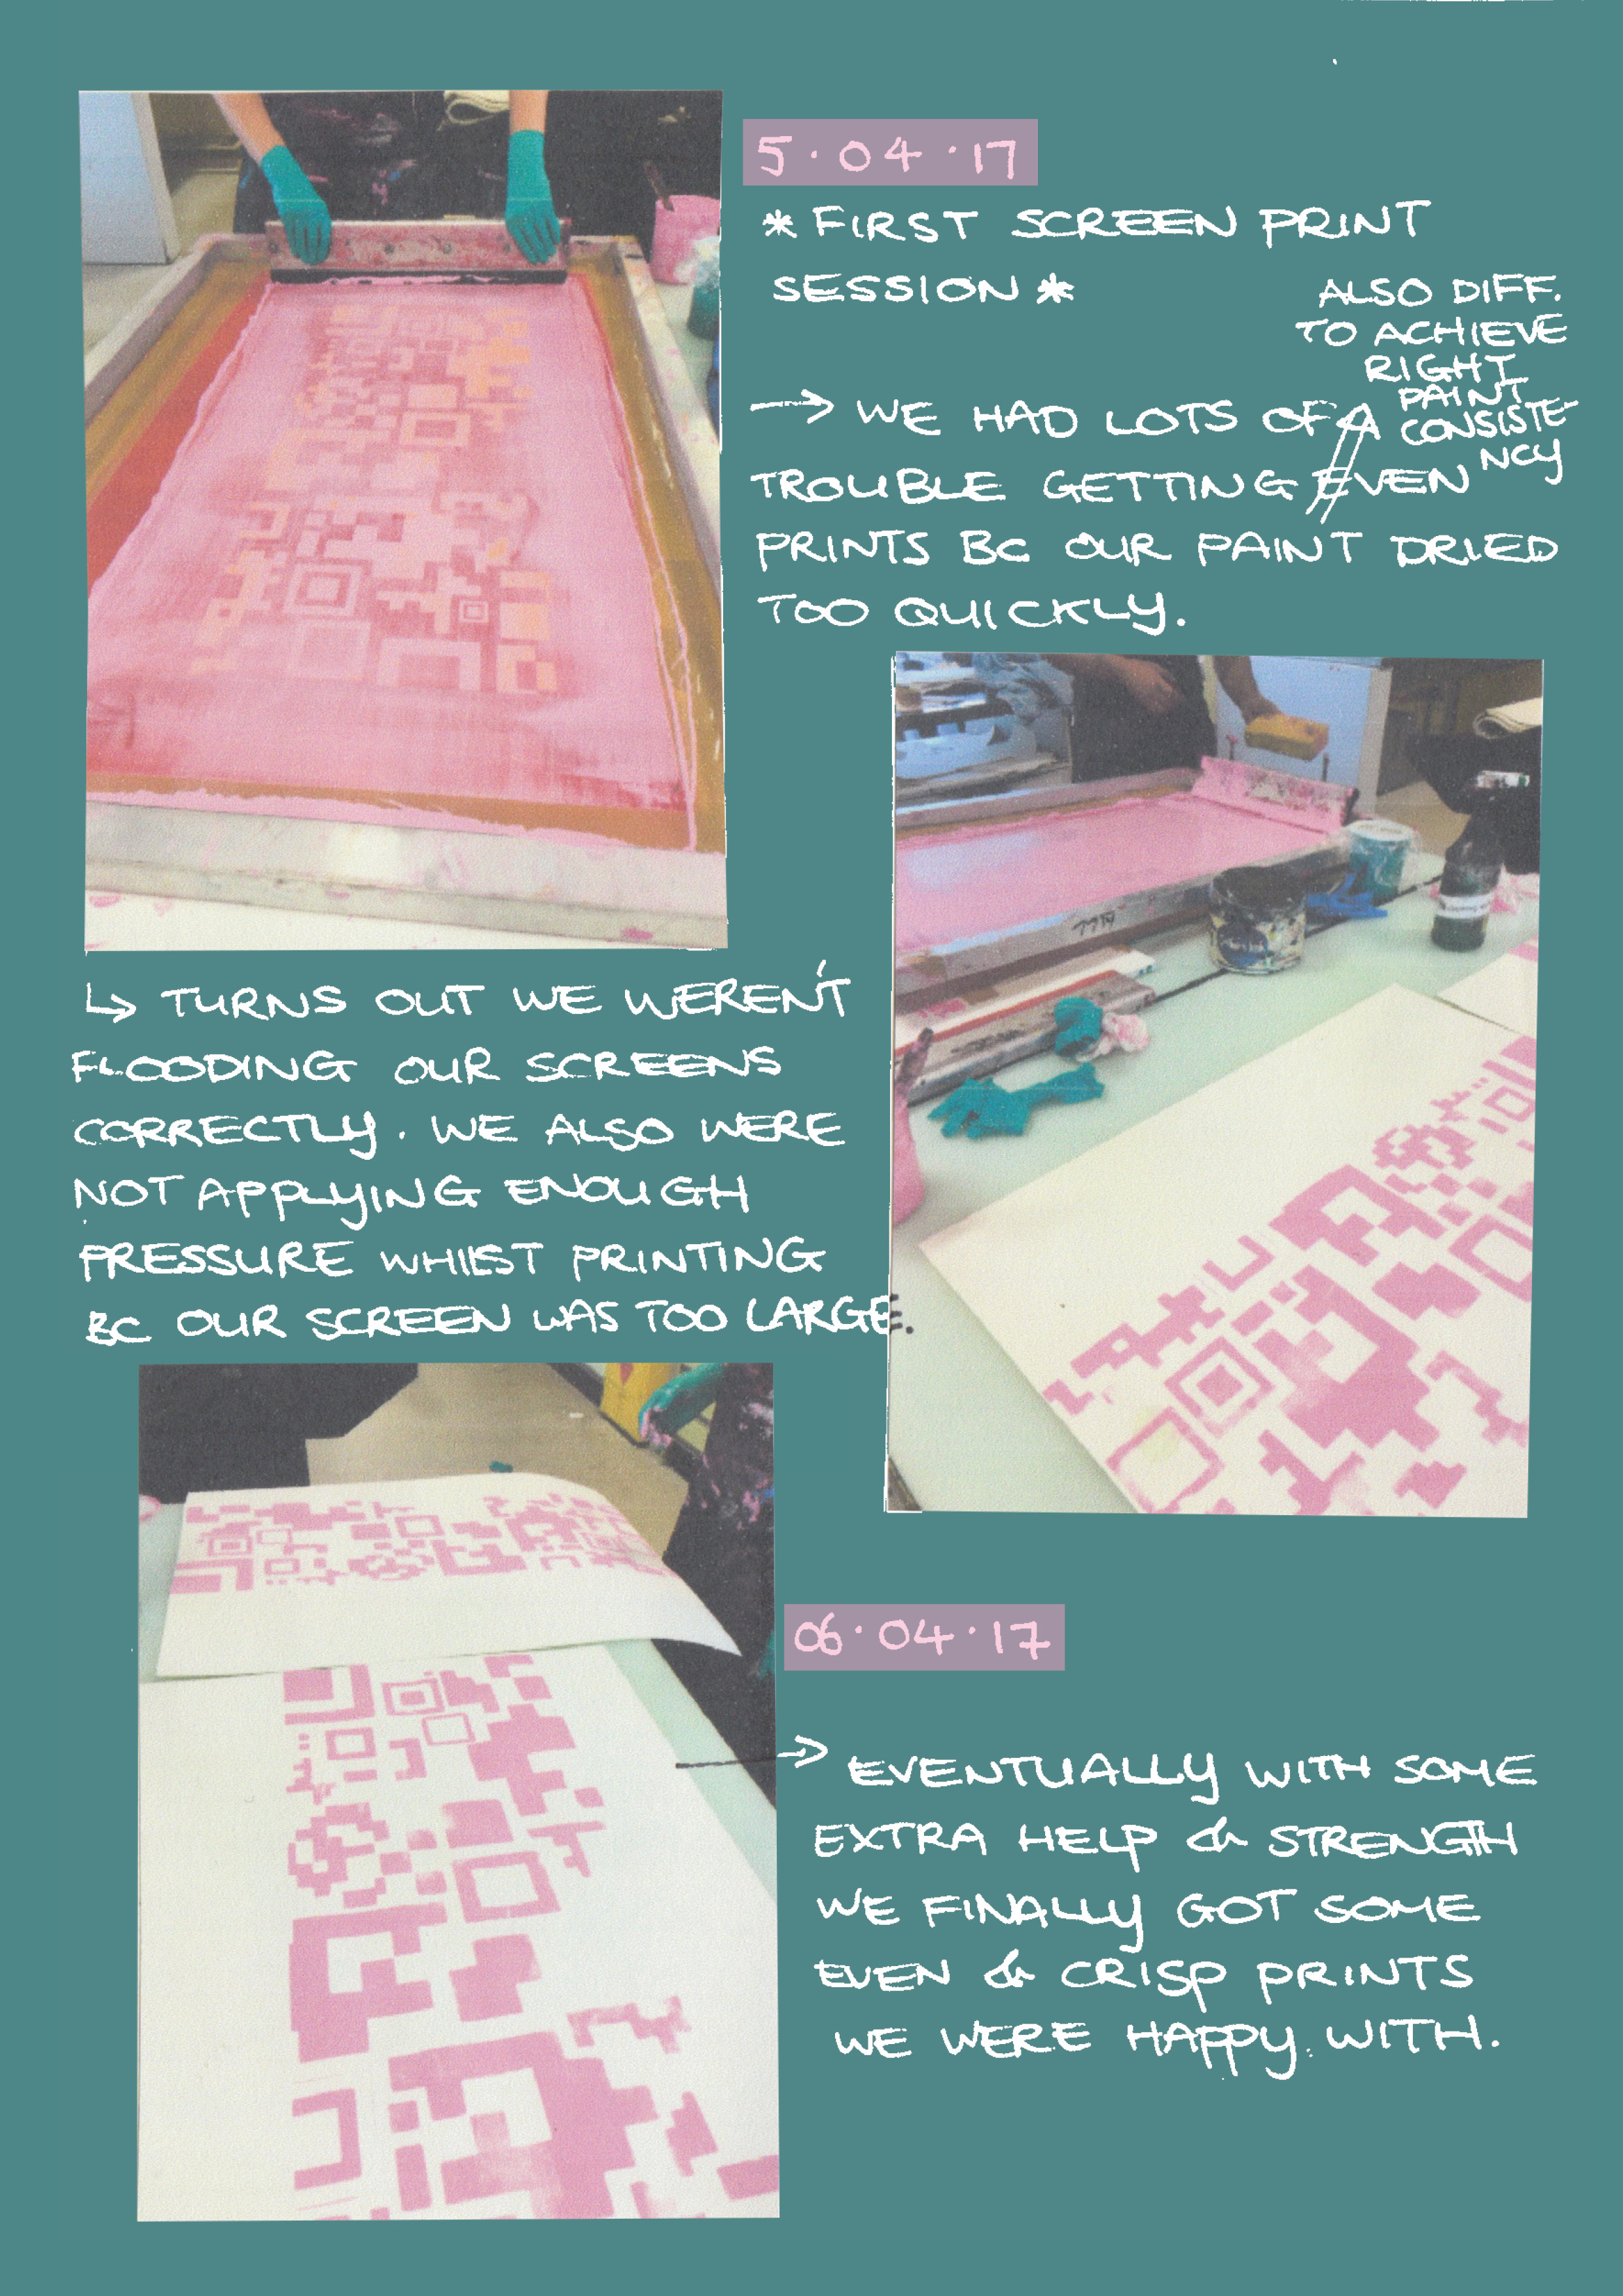 5.04.17
*FIRST SCREEN PRINT
SESSION*
→ WE HAD LOTS OF
TROUBLE GETTING EVEN
PRINTS BC OUR PAINT DRIED
TOO QUICKLY.
ALSO DIFF.
TO ACHIEVE
RIGHT
PAINT
CONSISTE-
NCY
↳ TURNS OUT WE WEREN'T
FLOODING OUR SCREENS
CORRECTLY. WE ALSO WERE
NOT APPLYING ENOUGH
PRESSURE WHILST PRINTING
BC OUR SCREEN WAS TOO LARGE.
06.04.17
→ EVENTUALLY WITH SOME
EXTRA HELP & STRENGTH
WE FINALLY GOT SOME
EVEN & CRISP PRINTS
WE WERE HAPPY WITH.